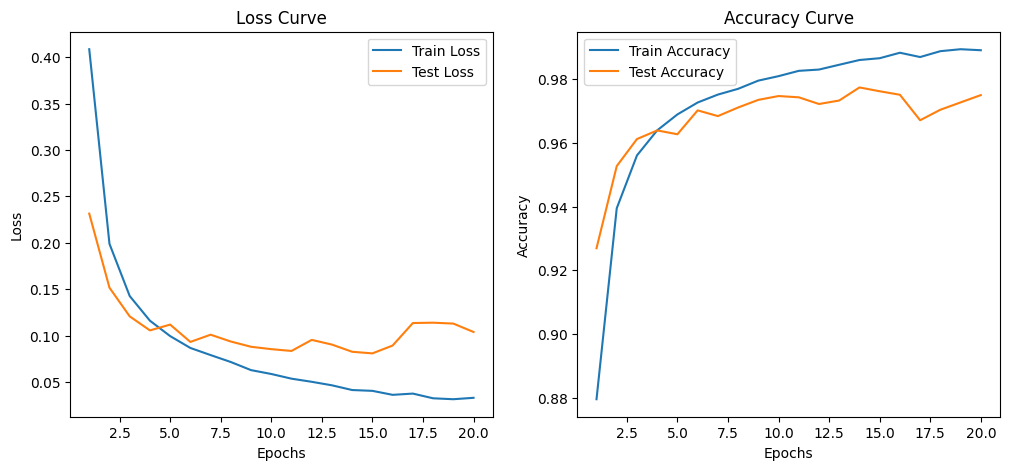 Loss Curve
Train Loss
Test Loss
0.40
0.35
0.30
0.25
0.20
0.15
0.10
0.05
Loss
2.5 5.0 7.5 10.0 12.5 15.0 17.5 20.0
Epochs
Accuracy Curve
Train Accuracy
Test Accuracy
0.98
0.96
0.94
0.92
0.90
0.88
Accuracy
2.5 5.0 7.5 10.0 12.5 15.0 17.5 20.0
Epochs